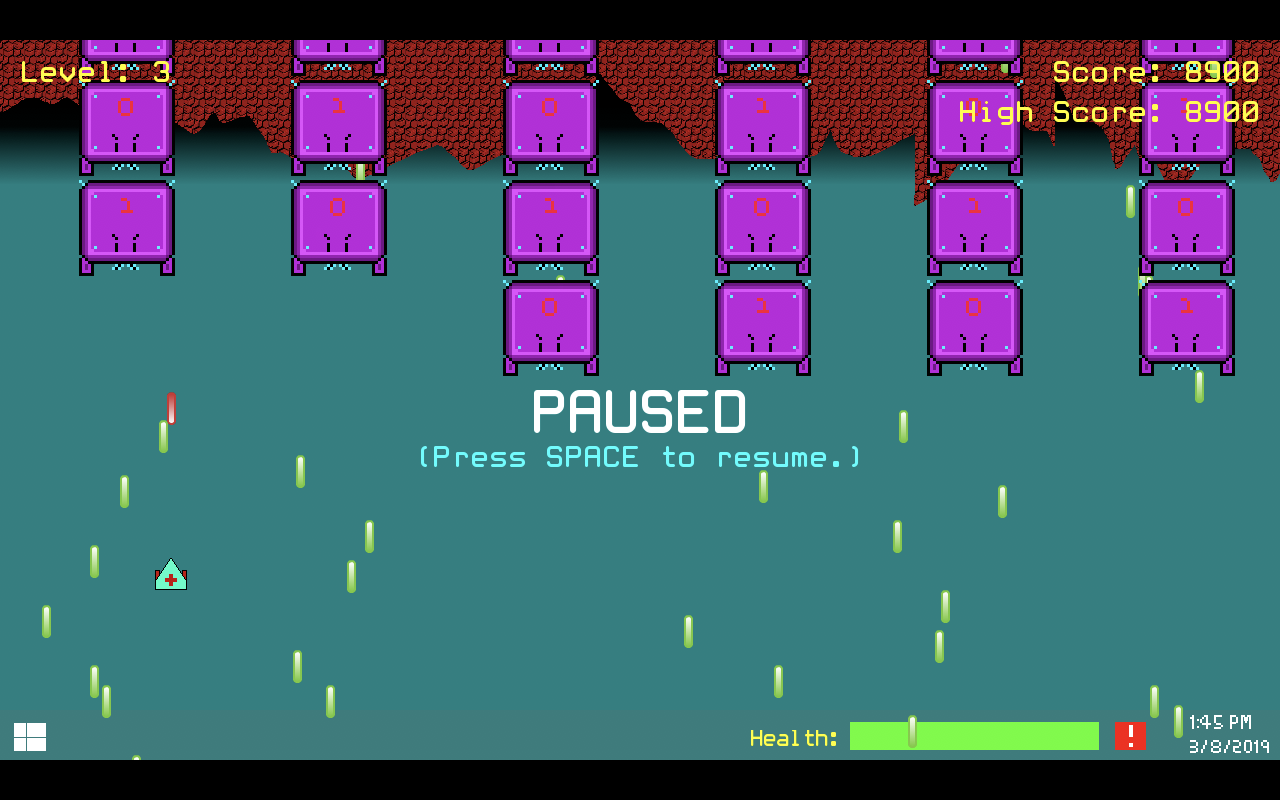 Level: 3
Score: 8900
High Score: 8900
0 1 0 1 0 1
1 0 1 0 1 0
0 1 0 1
PAUSED
(Press SPACE to resume.)
Health:
!
1:45 PM
3/8/2019